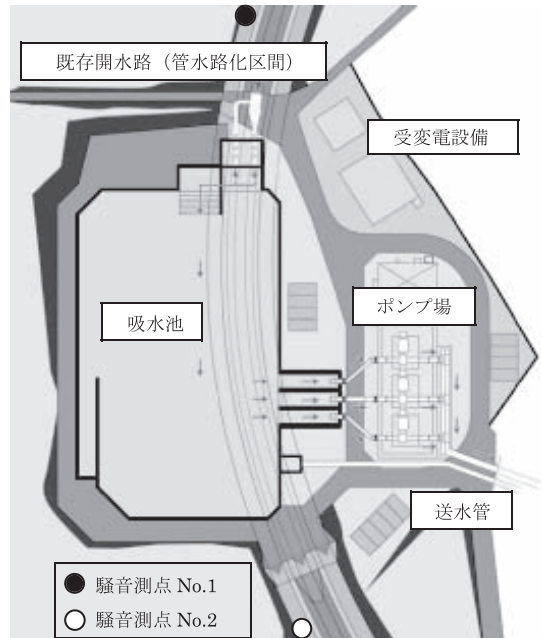 既存開水路（管水路化区間）
受変電設備
ポンプ場
吸水池
送水管
騒音測点 No.1
騒音測点 No.2